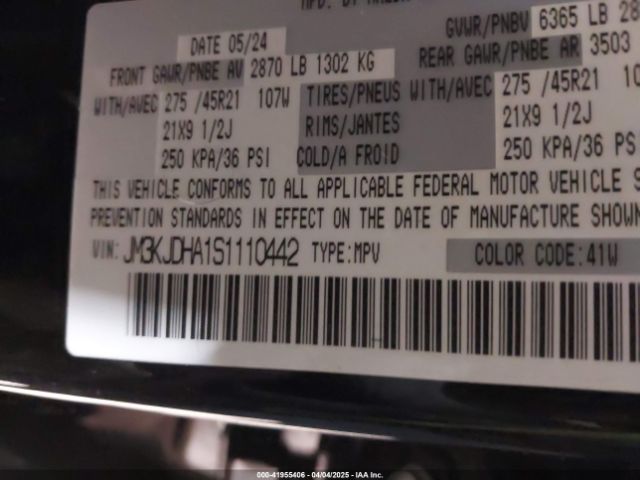 GVWR/PNBV 6365 LB
DATE 05/24
FRONT GAWR/PNBE AV 2870 LB 1302 KG REAR GAWR/PNBE AR 3503
WITH/AVEC 275 /45R21 107W TIRES/PNEUS WITH/AVEC 275 /45R21
21X9 1/2J RIMS/JANTES 21X9 1/2J
250 KPA/36 PSI COLD/A FROID 250 KPA/36 PS
THIS VEHICLE CONFORMS TO ALL APPLICABLE FEDERAL MOTOR VEHICLE S
PREVENTION STANDARDS IN EFFECT ON THE DATE OF MANUFACTURE SHOWN
VIN: JM3KJDHA1S1110442 TYPE:MPV COLOR CODE:41W
000-41955406 - 04/04/2025 - IAA Inc.